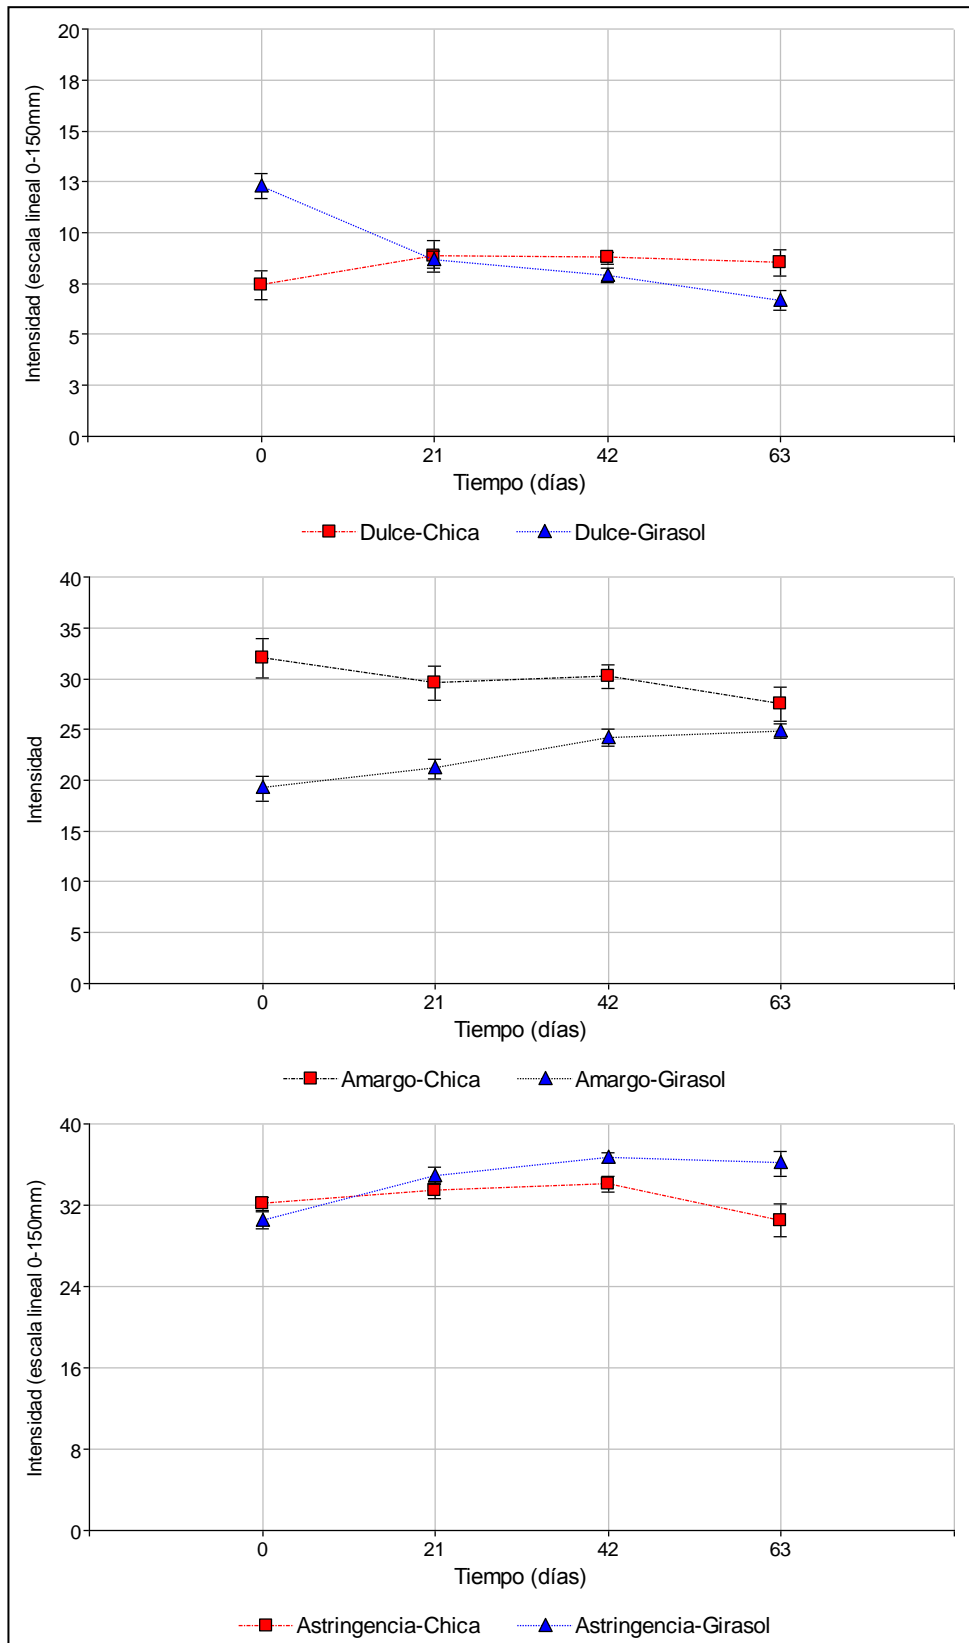 Intensidad (escala lineal 0-150mm)
20
18
15
13
10
8
5
3
0
0 21 42 63
Tiempo (días)
Dulce-Chica Dulce-Girasol
Intensidad
40
35
30
25
20
15
10
5
0
0 21 42 63
Tiempo (días)
Amargo-Chica Amargo-Girasol
Intensidad (escala lineal 0-150mm)
40
32
24
16
8
0
0 21 42 63
Tiempo (días)
Astringencia-Chica Astringencia-Girasol